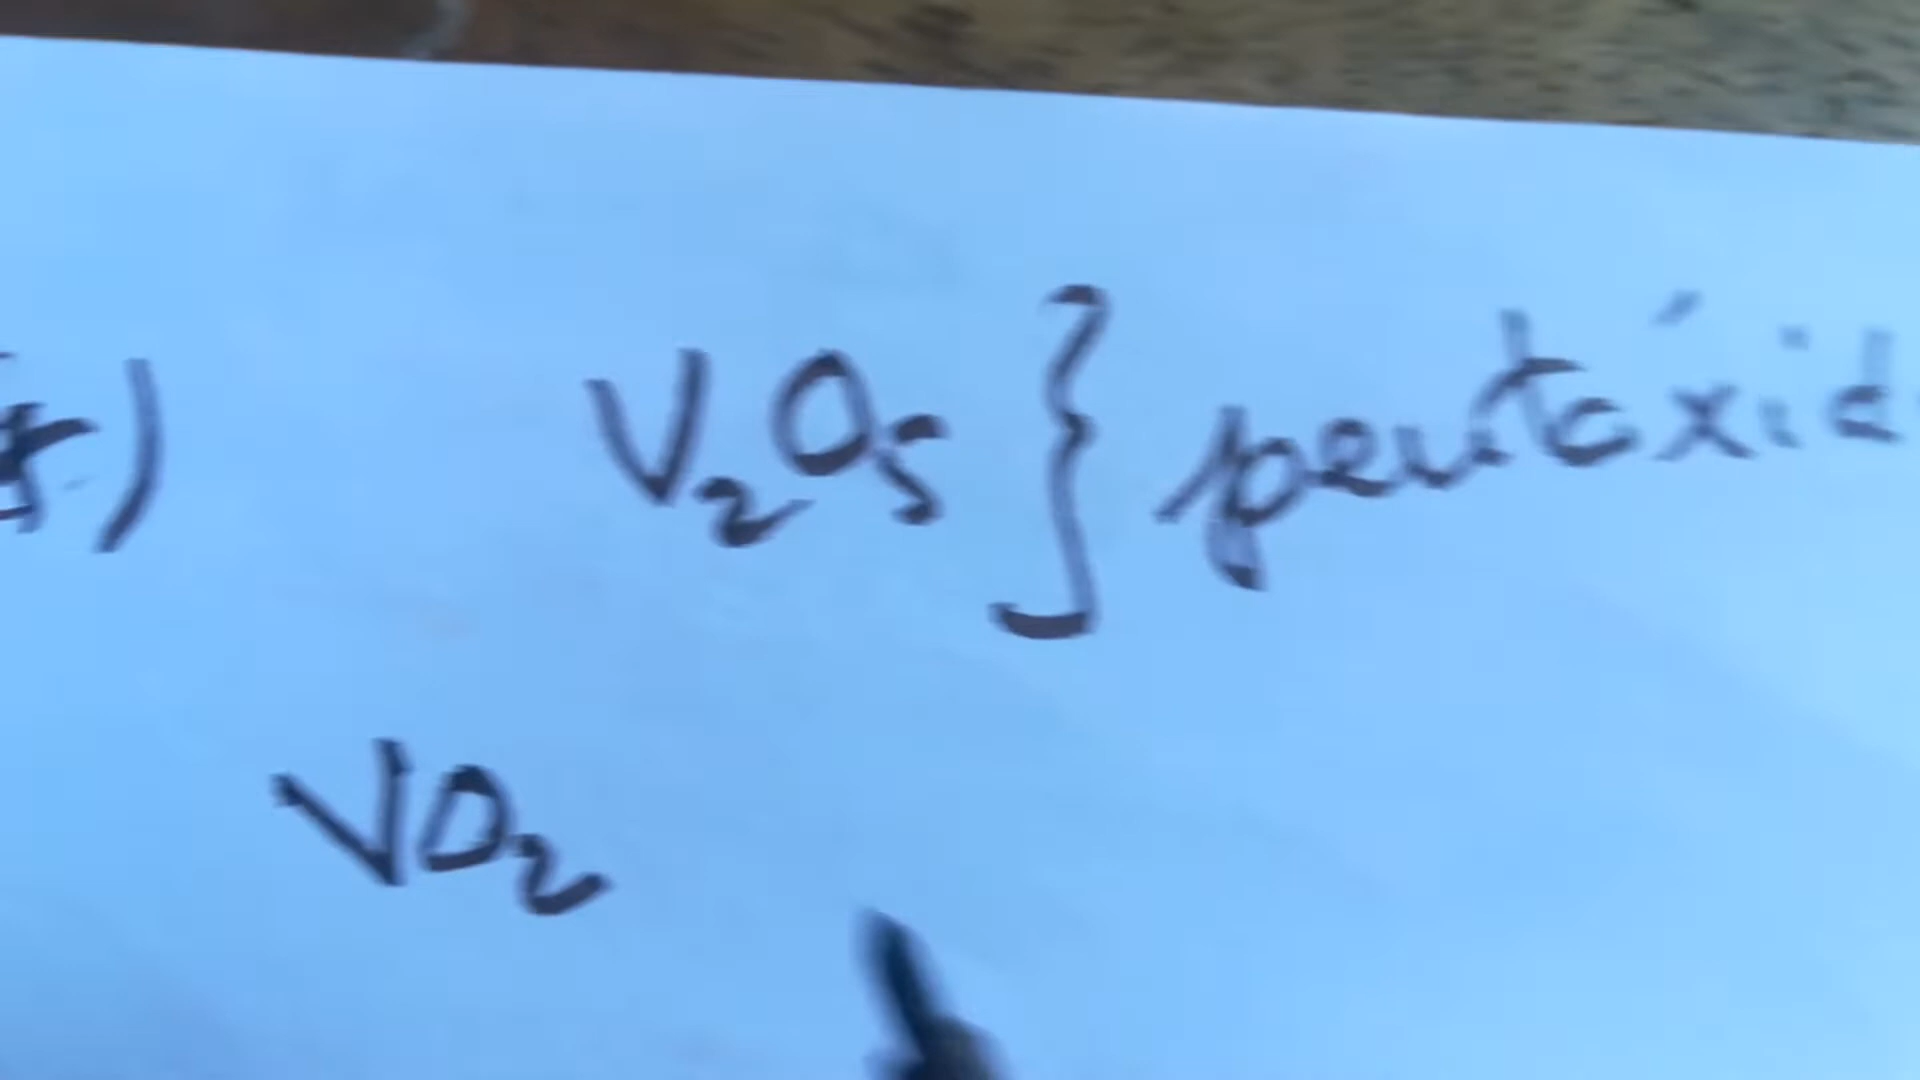 V₂O₅ } pentóxid
VO₂